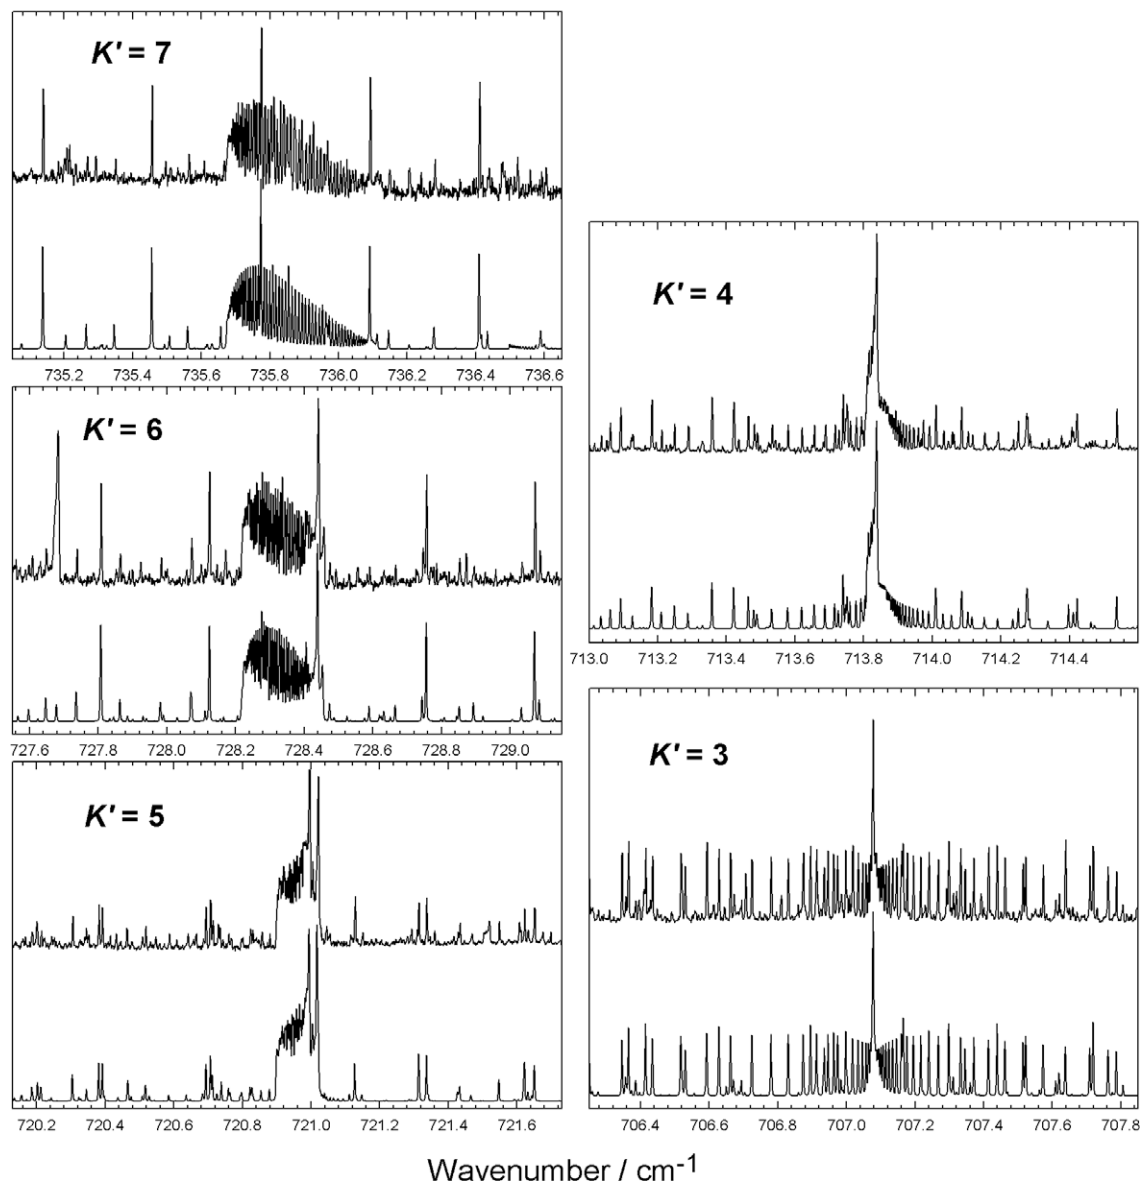 K' = 7
735.2 735.4 735.6 735.8 736.0 736.2 736.4 736.6
K' = 6
727.6 727.8 728.0 728.2 728.4 728.6 728.8 729.0
K' = 5
720.2 720.4 720.6 720.8 721.0 721.2 721.4 721.6
K' = 4
713.0 713.2 713.4 713.6 713.8 714.0 714.2 714.4
K' = 3
706.4 706.6 706.8 707.0 707.2 707.4 707.6 707.8
Wavenumber / cm-1